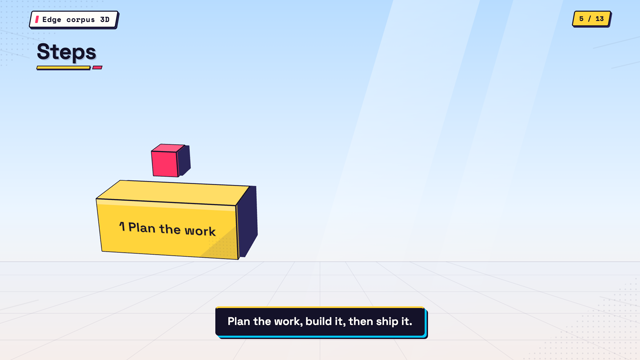 Edge corpus 3D
5 / 13
Steps
1 Plan the work
Plan the work, build it, then ship it.